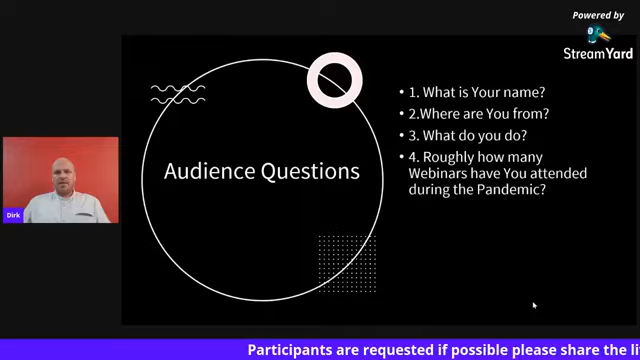 Powered by
StreamYard
Audience Questions
• 1. What is Your name?
• 2.Where are You from?
• 3. What do you do?
• 4. Roughly how many
Webinars have You attended
during the Pandemic?
Dirk
Participants are requested if possible please share the